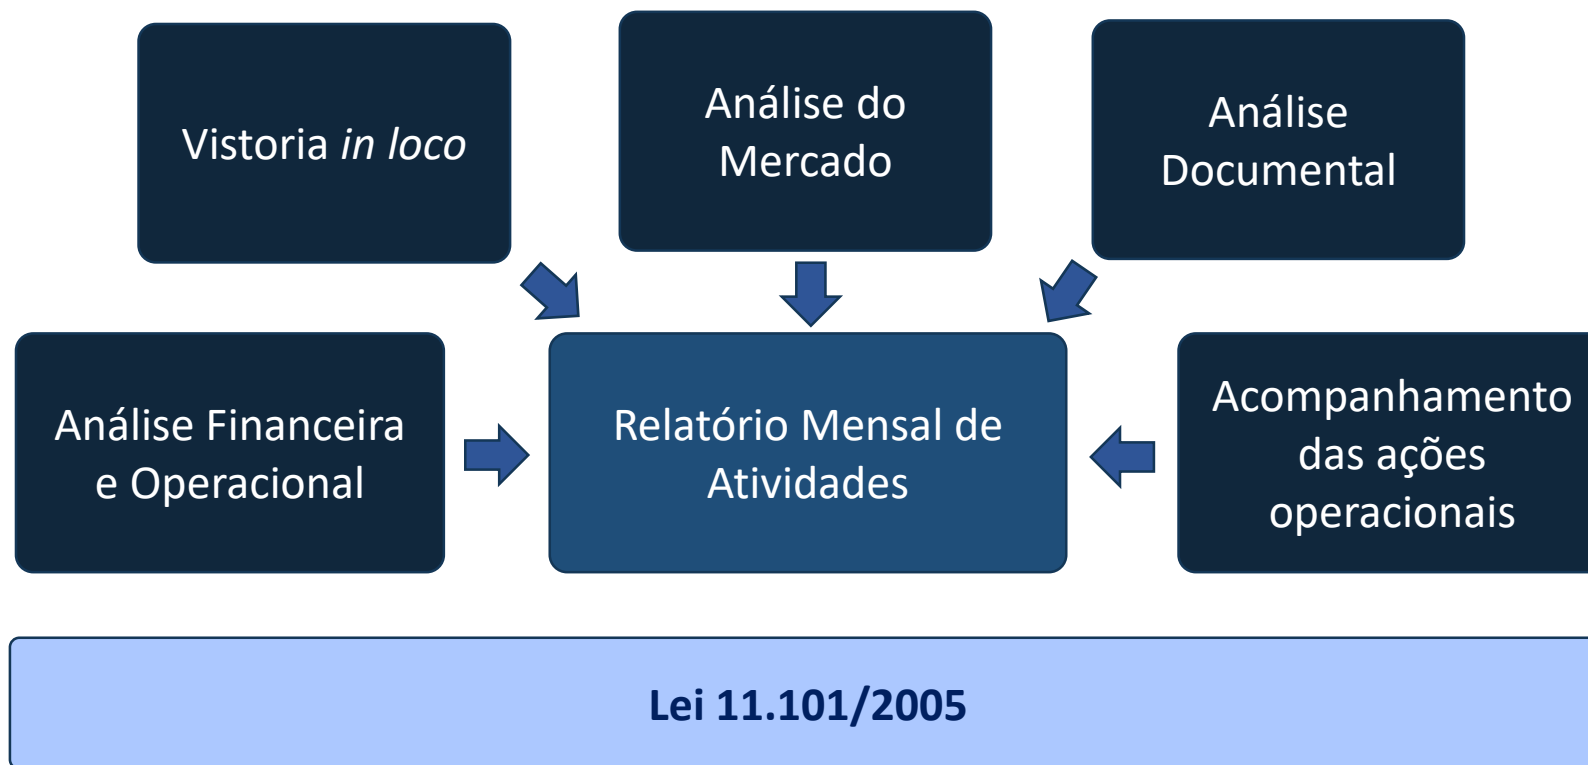 Vistoria in loco
Análise do
Mercado
Análise
Documental
Análise Financeira
e Operacional
Relatório Mensal de
Atividades
Acompanhamento
das ações
operacionais
Lei 11.101/2005